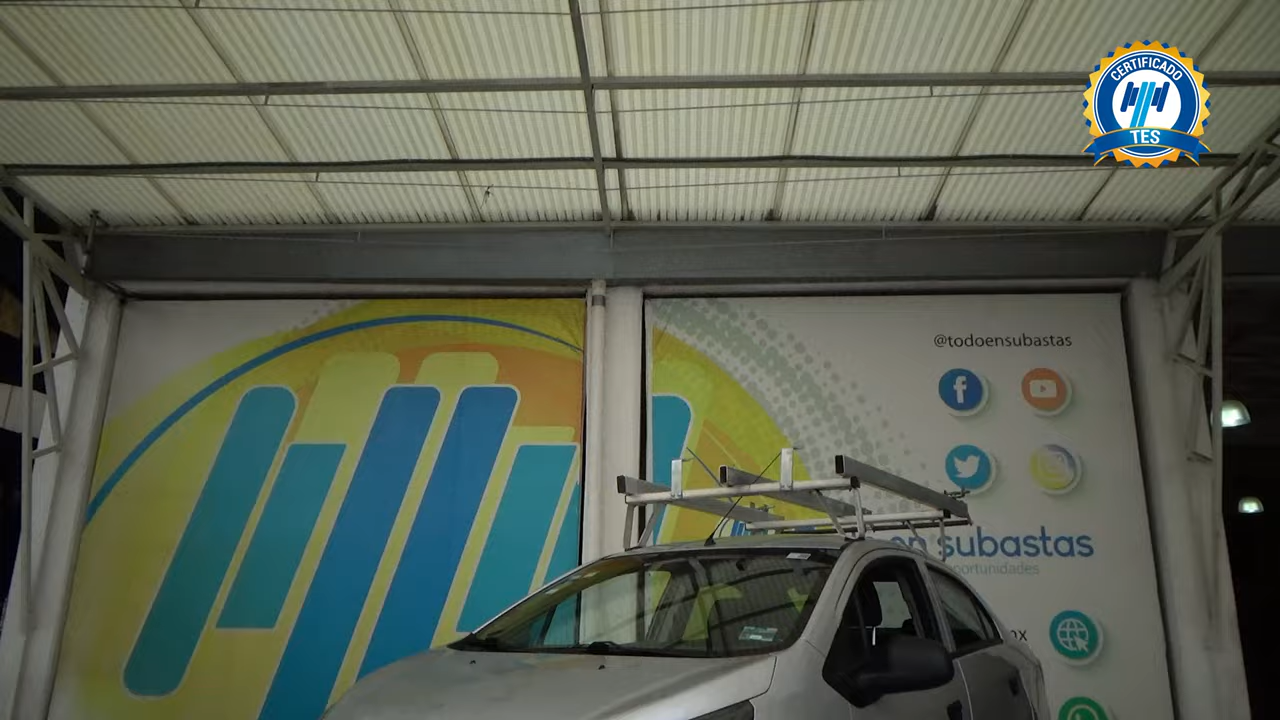 CERTIFICADO
TES
@todoensubastas
en subastas
oportunidades